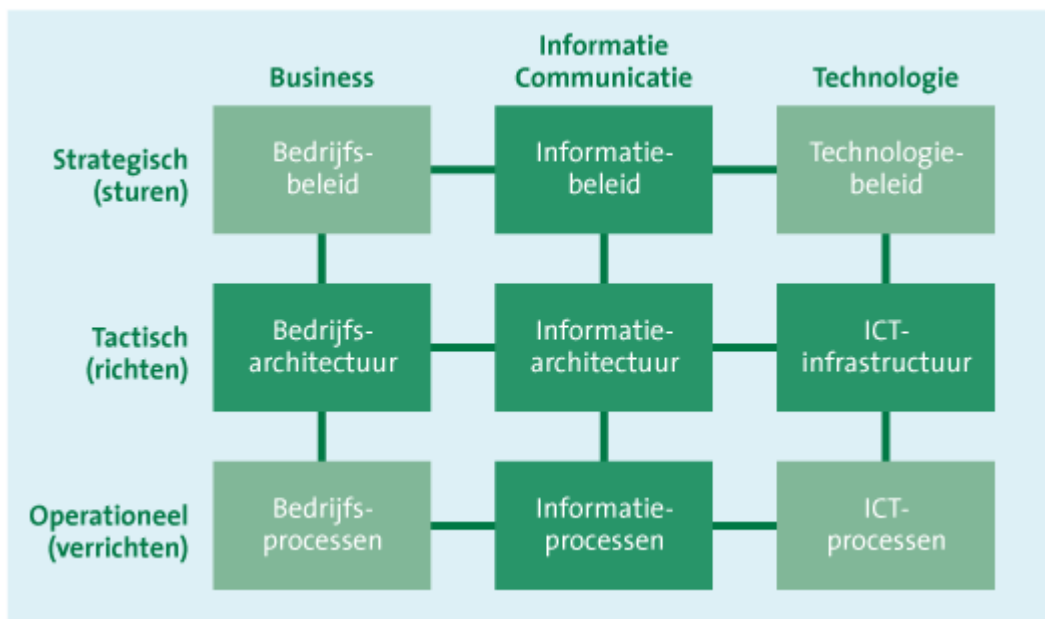 Business
Informatie
Communicatie
Technologie
Strategisch
(sturen)
Bedrijfs-
beleid
Informatie-
beleid
Technologie-
beleid
Tactisch
(richten)
Bedrijfs-
architectuur
Informatie-
architectuur
ICT-
infrastructuur
Operationeel
(verrichten)
Bedrijfs-
processen
Informatie-
processen
ICT-
processen